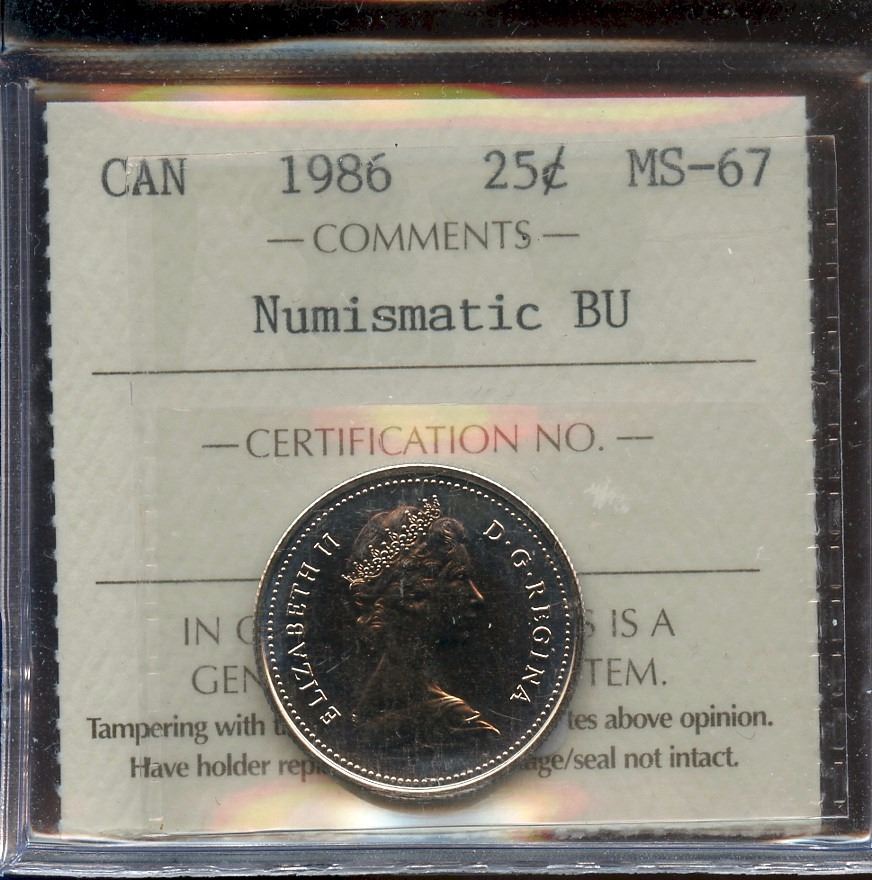 CAN 1986 25¢ MS-67
— COMMENTS —
Numismatic BU
— CERTIFICATION NO. —
ELIZABETH II D·G·REGINA
IN S IS A
GEN TEM.
Tampering with t tes above opinion.
Have holder repl age/seal not intact.